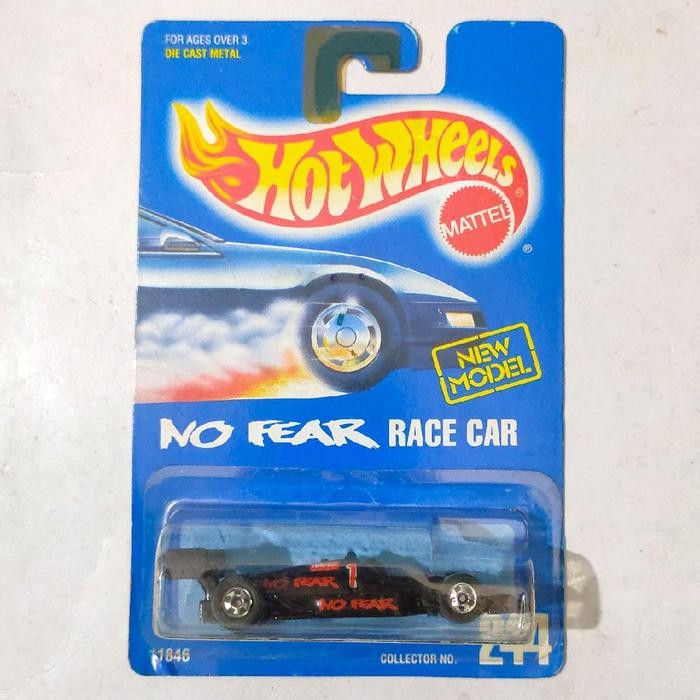 FOR AGES OVER 3
DIE CAST METAL
HOT WHEELS ®
MATTEL
®
NEW
MODEL
NO FEAR RACE CAR
1
NO FEAR
NO FEAR
11846
COLLECTOR NO. 244